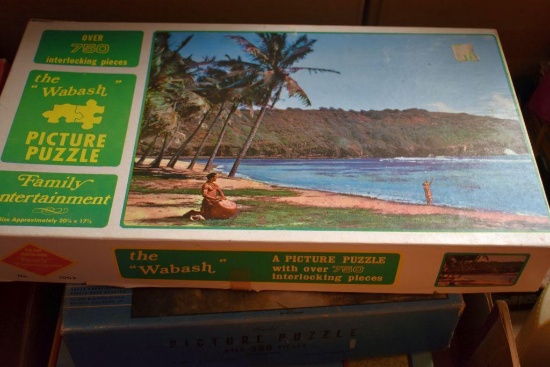 OVER
750
interlocking pieces
the
"Wabash"
PICTURE
PUZZLE
Family
ntertainment
the
"Wabash"
A PICTURE PUZZLE
with over 750
interlocking pieces
PICTURE PUZZLE